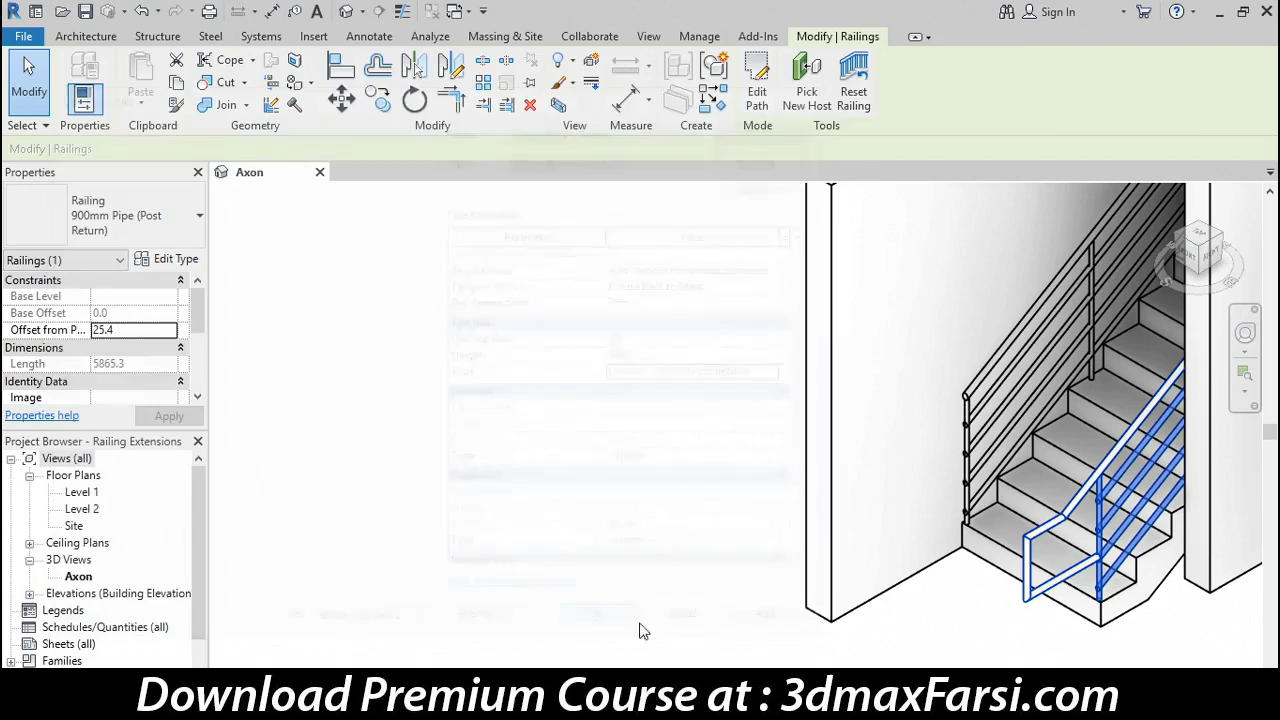 Sign In
File Architecture Structure Steel Systems Insert Annotate Analyze Massing & Site Collaborate View Manage Add-Ins Modify | Railings
Modify
Paste
Cope
Cut
Join
Edit Path
Pick New Host
Reset Railing
Select Properties Clipboard Geometry Modify View Measure Create Mode Tools
Modify | Railings
Properties
Axon
Railing
900mm Pipe (Post Return)
Railings (1)
Edit Type
Constraints
Base Level
Base Offset 0.0
Offset from P... 25.4
Dimensions
Length 5865.3
Identity Data
Image
Properties help
Apply
Project Browser - Railing Extensions
Views (all)
Floor Plans
Level 1
Level 2
Site
Ceiling Plans
3D Views
Axon
Elevations (Building Elevation
Legends
Schedules/Quantities (all)
Sheets (all)
Families
Download Premium Course at : 3dmaxFarsi.com